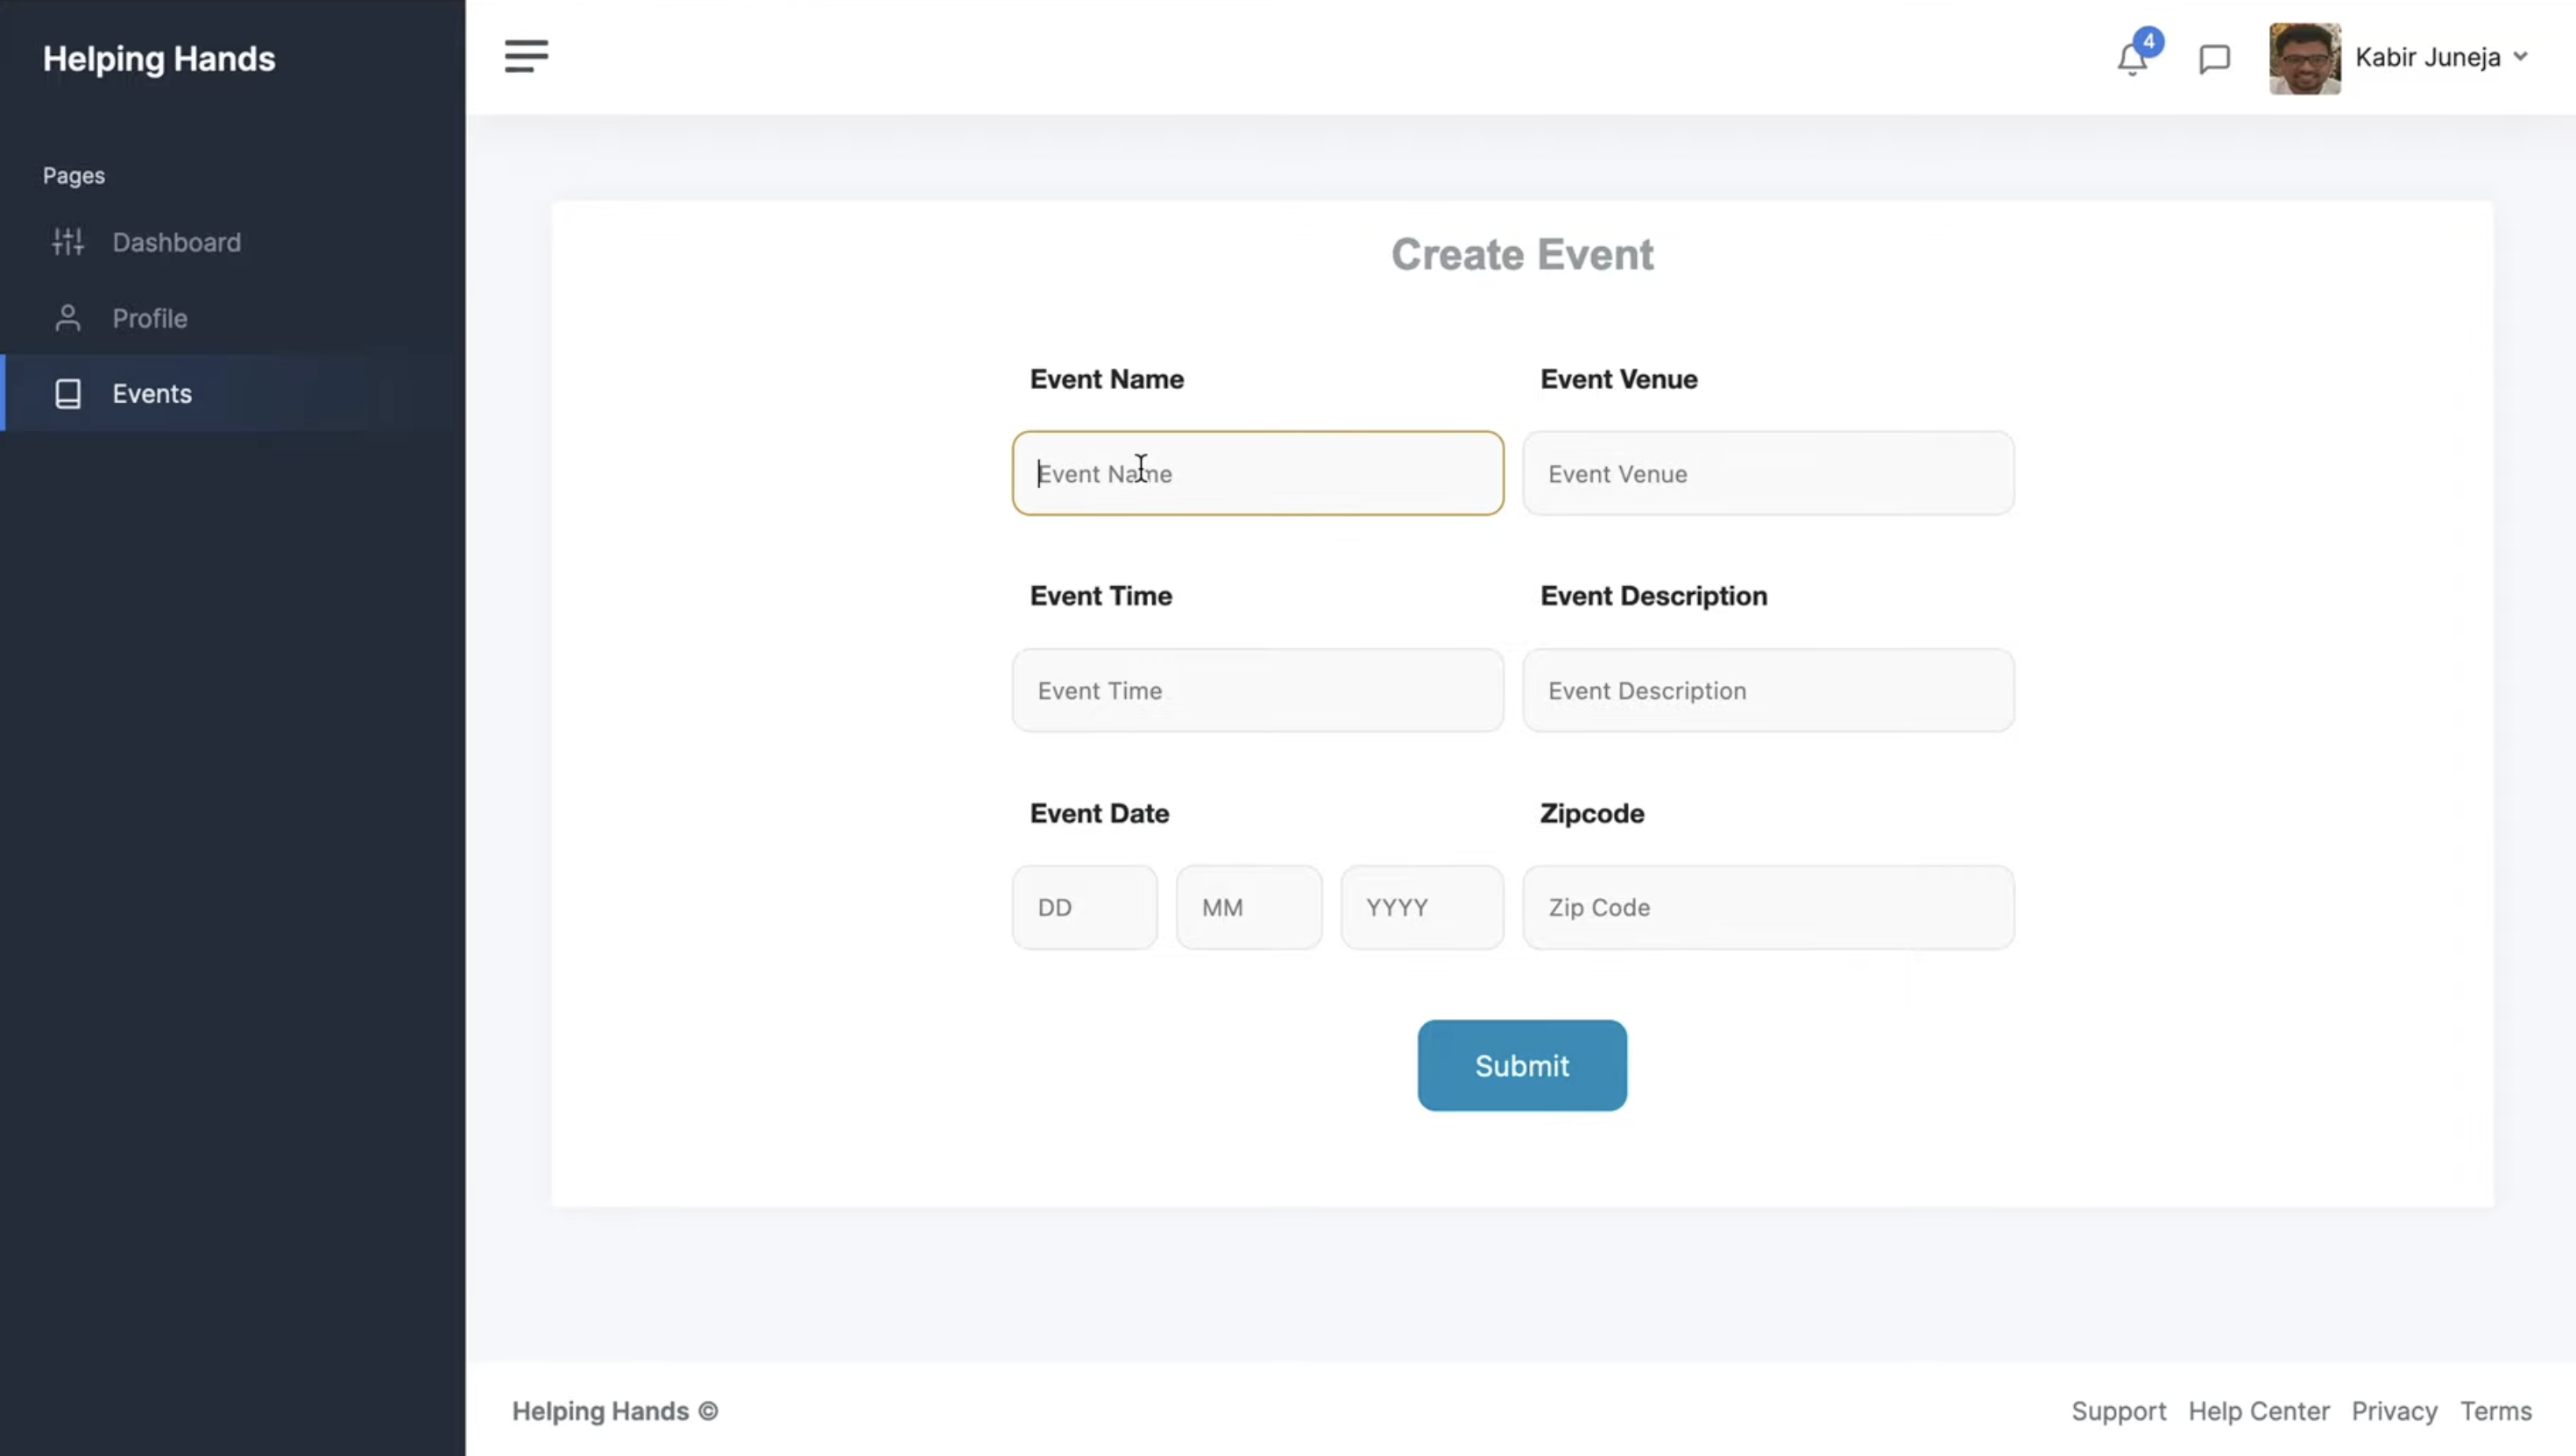 Helping Hands
4
Kabir Juneja
Pages
Dashboard
Profile
Events
Create Event
Event Name
Event Venue
Event Name
Event Venue
Event Time
Event Description
Event Time
Event Description
Event Date
Zipcode
DD
MM
YYYY
Zip Code
Submit
Helping Hands ©
Support
Help Center
Privacy
Terms